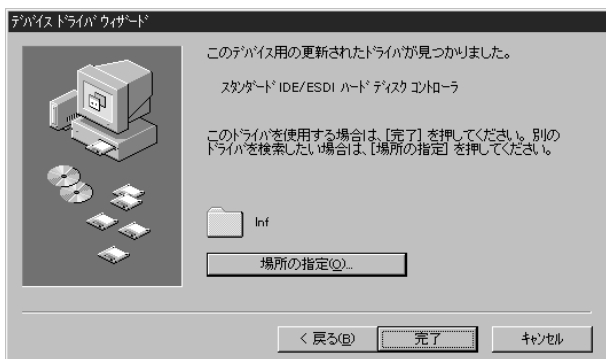 ﾃﾞﾊﾞｲｽ ﾄﾞﾗｲﾊﾞ ｳｨｻﾞｰﾄﾞ
このﾃﾞﾊﾞｲｽ用の更新されたﾄﾞﾗｲﾊﾞが見つかりました。
ｽﾀﾝﾀﾞｰﾄﾞ IDE/ESDI ﾊｰﾄﾞ ﾃﾞｨｽｸ ｺﾝﾄﾛｰﾗ
このﾄﾞﾗｲﾊﾞを使用する場合は、[完了] を押してください。別の
ﾄﾞﾗｲﾊﾞを検索したい場合は、[場所の指定] を押してください。
Inf
場所の指定(O)...
< 戻る(B)
完了
ｷｬﾝｾﾙ